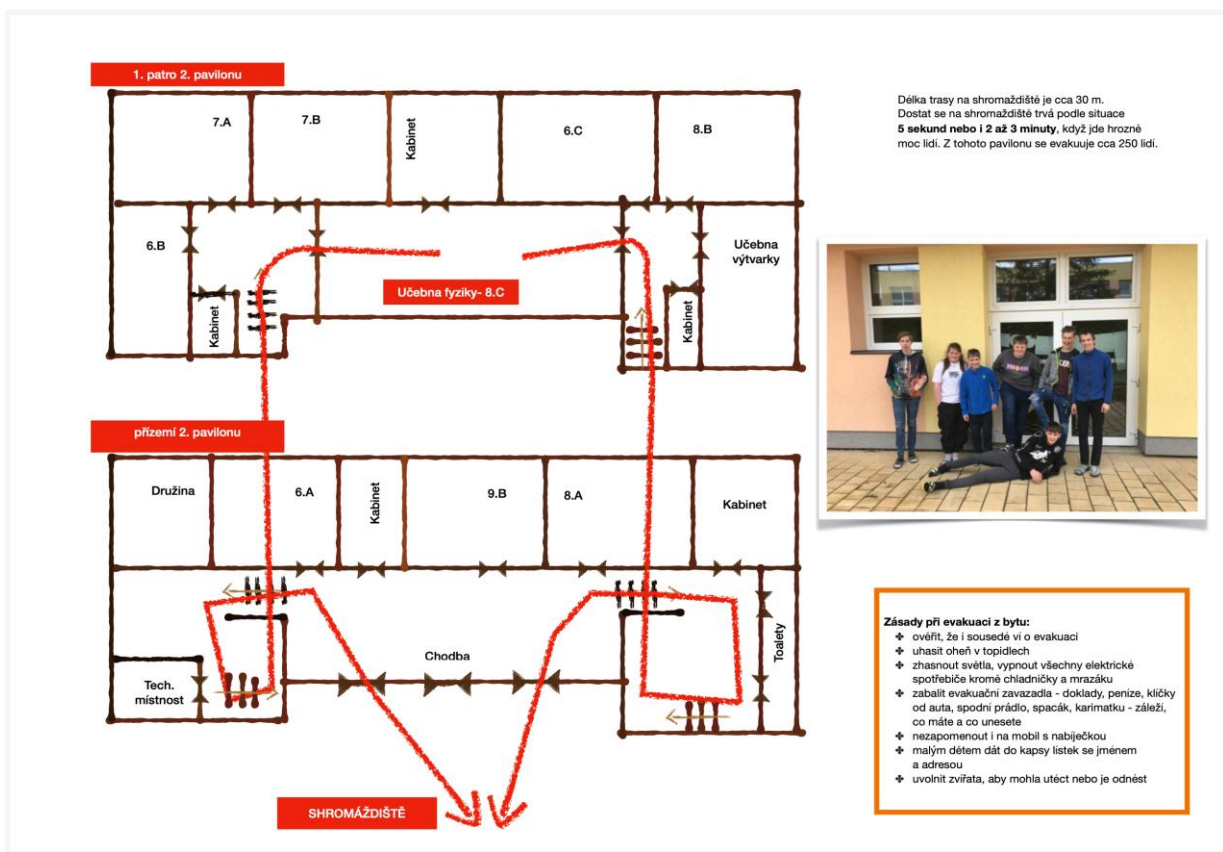 1. patro 2. pavilonu
7.A
7.B
Kabinet
6.C
8.B
6.B
Kabinet
Učebna fyziky- 8.C
Kabinet
Učebna
výtvarky
přízemí 2. pavilonu
Družina
6.A
Kabinet
9.B
8.A
Kabinet
Tech.
místnost
Chodba
Toalety
SHROMÁŽDIŠTĚ
Délka trasy na shromaždiště je cca 30 m.
Dostat se na shromaždiště trvá podle situace
5 sekund nebo i 2 až 3 minuty, když jde hrozně
moc lidí. Z tohoto pavilonu se evakuuje cca 250 lidí.
Zásady při evakuaci z bytu:
✤ ověřit, že i sousedé ví o evakuaci
✤ uhasit oheň v topidlech
✤ zhasnout světla, vypnout všechny elektrické
spotřebiče kromě chladničky a mrazáku
✤ zabalit evakuační zavazadla - doklady, peníze, klíčky
od auta, spodní prádlo, spacák, karimatku - záleží,
co máte a co unesete
✤ nezapomenout i na mobil s nabíječkou
✤ malým dětem dát do kapsy lístek se jménem
a adresou
✤ uvolnit zvířata, aby mohla utéct nebo je odnést